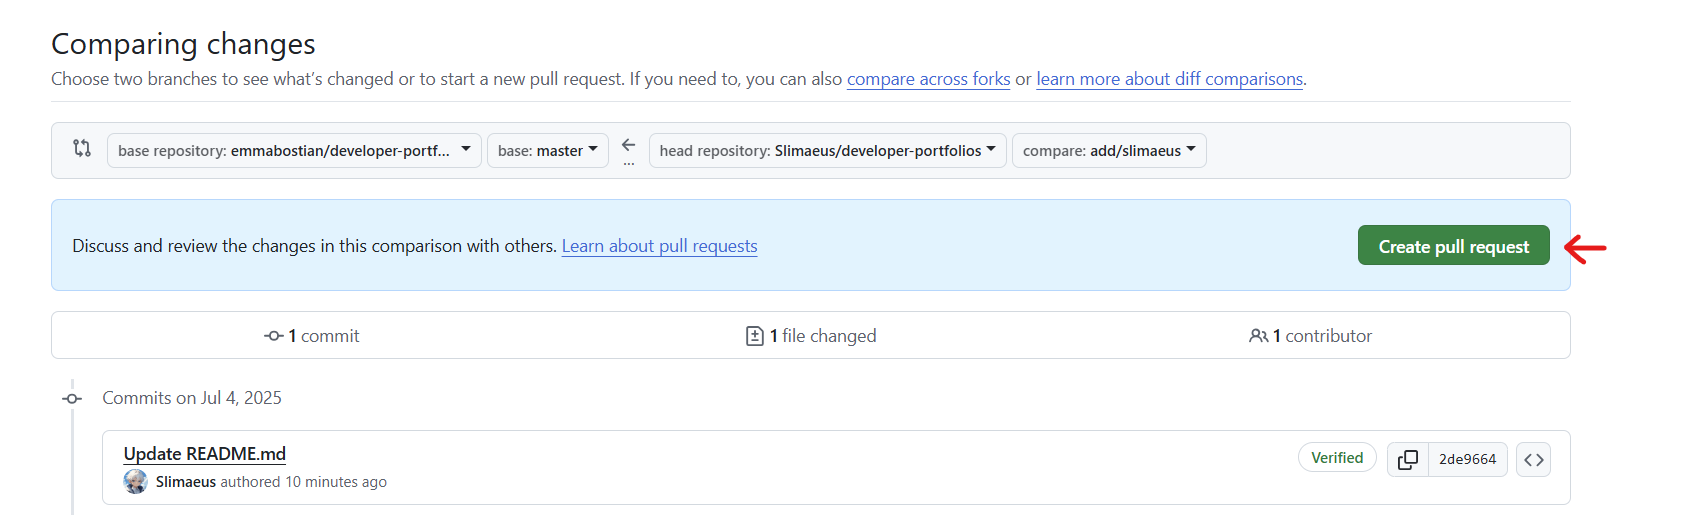 Comparing changes
Choose two branches to see what’s changed or to start a new pull request. If you need to, you can also compare across forks or learn more about diff comparisons.
base repository: emmabostian/developer-portf... base: master ... head repository: Slimaeus/developer-portfolios compare: add/slimaeus
Discuss and review the changes in this comparison with others. Learn about pull requests Create pull request
1 commit 1 file changed 1 contributor
Commits on Jul 4, 2025
Update README.md Verified 2de9664
Slimaeus authored 10 minutes ago